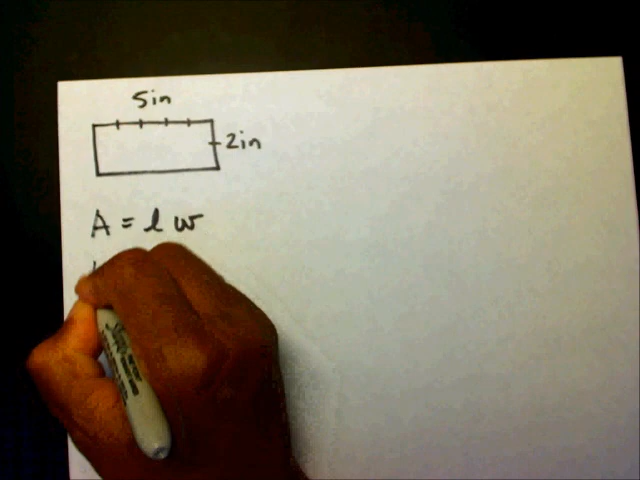 5in
2in
A = l w